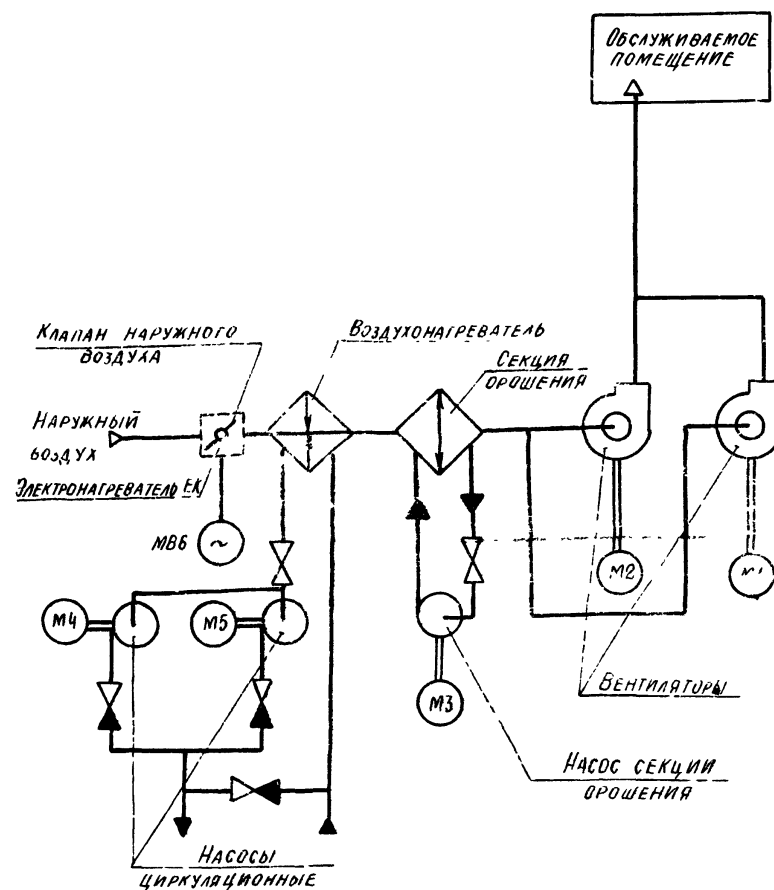 ОБСЛУЖИВАЕМОЕ
ПОМЕЩЕНИЕ
КЛАПАН НАРУЖНОГО
ВОЗДУХА
ВОЗДУХОНАГРЕВАТЕЛЬ
СЕКЦИЯ
ОРОШЕНИЯ
НАРУЖНЫЙ
ВОЗДУХ
ЭЛЕКТРОНАГРЕВАТЕЛЬ ЕК
МВ6
~
М2
М1
М4
М5
М3
ВЕНТИЛЯТОРЫ
НАСОС СЕКЦИИ
ОРОШЕНИЯ
НАСОСЫ
ЦИРКУЛЯЦИОННЫЕ